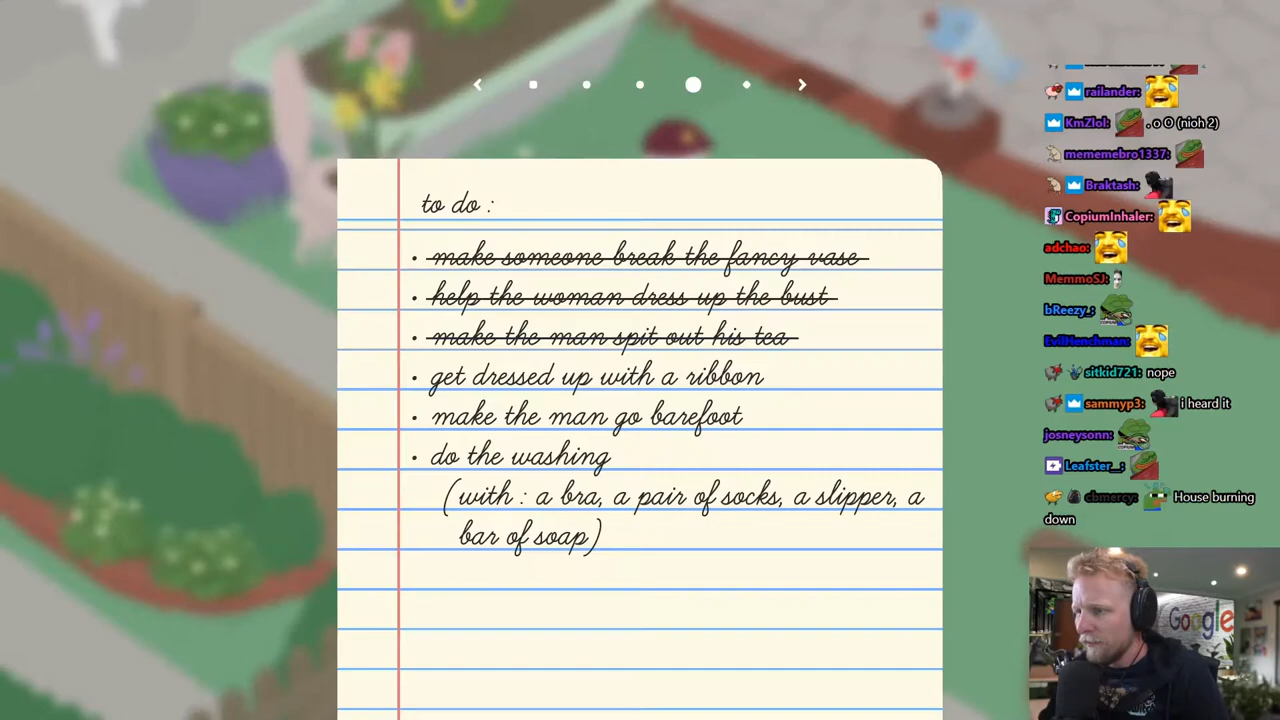 to do :
• make someone break the fancy vase
• help the woman dress up the bust
• make the man spit out his tea
• get dressed up with a ribbon
• make the man go barefoot
• do the washing
(with : a bra, a pair of socks, a slipper, a
bar of soap)
railander:
KmZlol: . o O (nioh 2)
mememebro1337:
Braktash:
CopiumInhaler:
adchao:
MemmoSJ:
bReezy_:
EvilHenchman:
sitkid721: nope
sammyp3: i heard it
josneysonn:
Leafster__:
cbmercy: House burning
down
Google